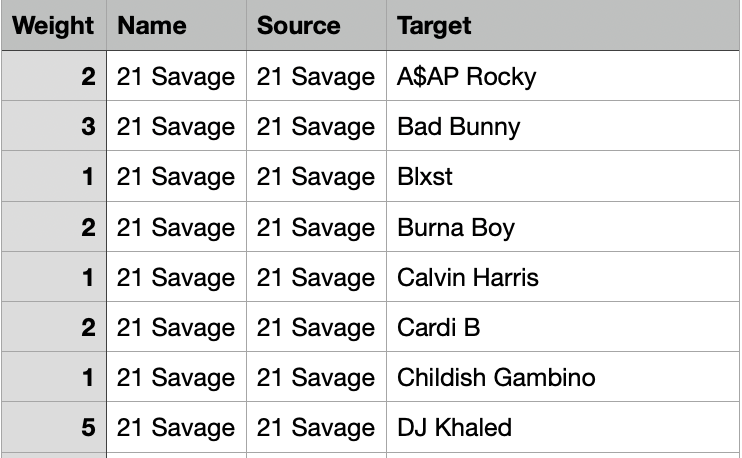 Weight Name Source Target
2 21 Savage 21 Savage A$AP Rocky
3 21 Savage 21 Savage Bad Bunny
1 21 Savage 21 Savage Blxst
2 21 Savage 21 Savage Burna Boy
1 21 Savage 21 Savage Calvin Harris
2 21 Savage 21 Savage Cardi B
1 21 Savage 21 Savage Childish Gambino
5 21 Savage 21 Savage DJ Khaled